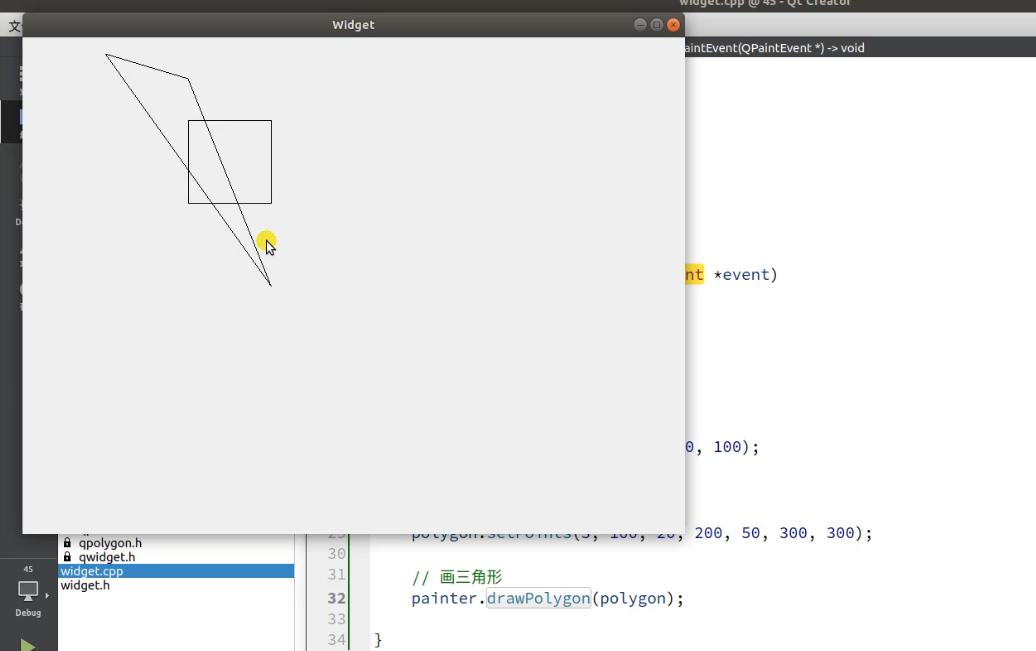 widget.cpp @ 45 - Qt Creator
Widget
文
aintEvent(QPaintEvent *) -> void
nt *event)
0, 100);
29 polygon.setPoints(3, 100, 20, 200, 50, 300, 300);
30
31 // 画三角形
32 painter.drawPolygon(polygon);
33
34 }
qpolygon.h
qwidget.h
widget.cpp
widget.h
45
Debug